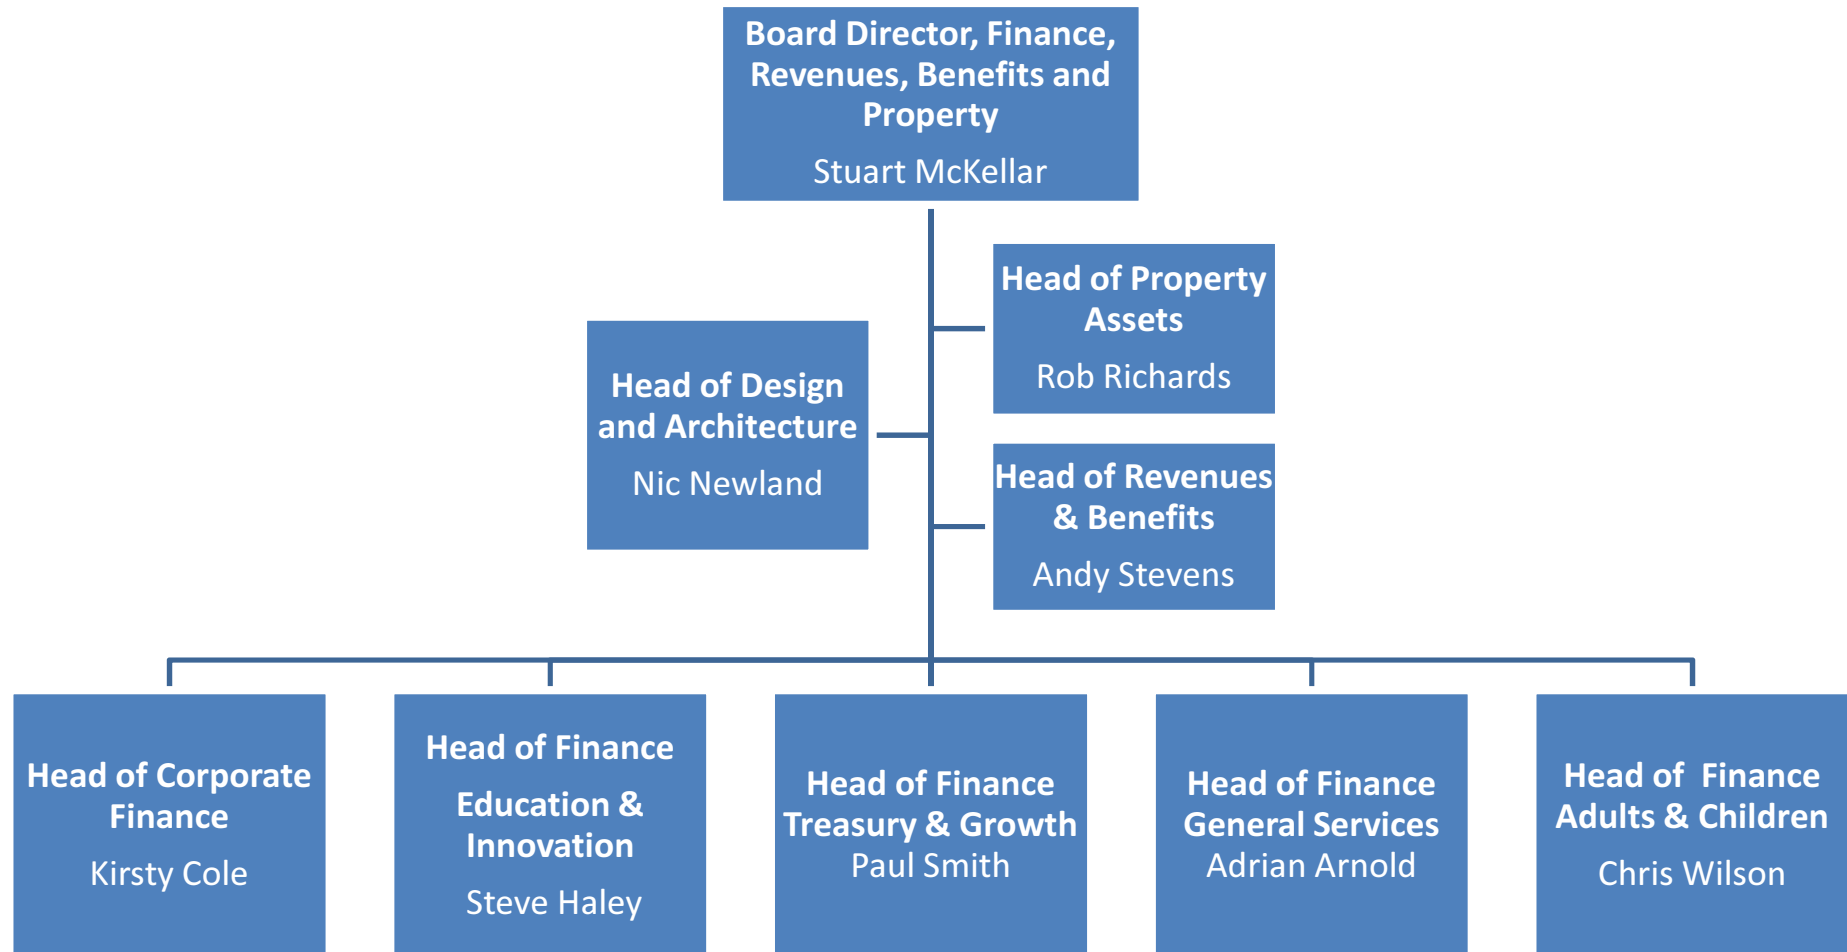 Board Director, Finance,
Revenues, Benefits and
Property
Stuart McKellar
Head of Property
Assets
Rob Richards
Head of Design
and Architecture
Nic Newland
Head of Revenues
& Benefits
Andy Stevens
Head of Corporate
Finance
Kirsty Cole
Head of Finance
Education &
Innovation
Steve Haley
Head of Finance
Treasury & Growth
Paul Smith
Head of Finance
General Services
Adrian Arnold
Head of  Finance
Adults & Children
Chris Wilson